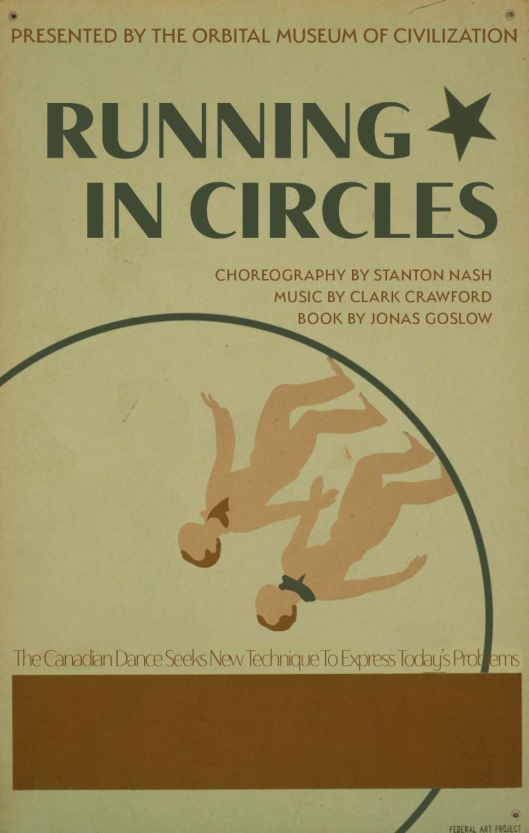 PRESENTED BY THE ORBITAL MUSEUM OF CIVILIZATION
RUNNING
IN CIRCLES
CHOREOGRAPHY BY STANTON NASH
MUSIC BY CLARK CRAWFORD
BOOK BY JONAS GOSLOW
The Canadian Dance Seeks New Technique To Express Today's Problems
FEDERAL ART PROJECT